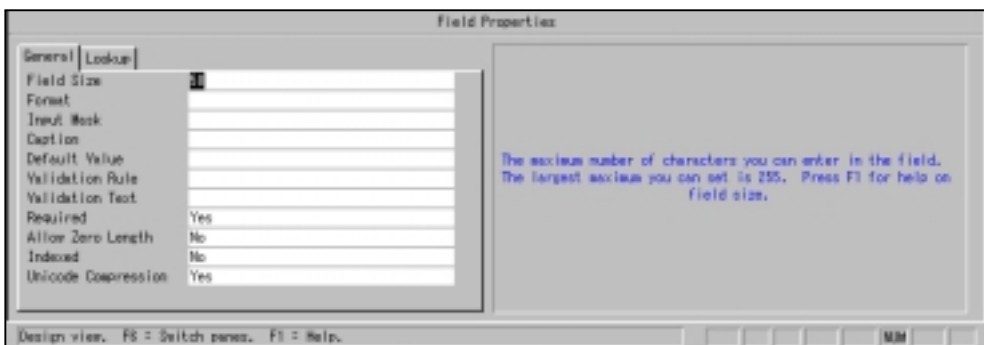 Field Properties
General Lookup
Field Size
Format
Input Mask
Caption
Default Value
Validation Rule
Validation Text
Required Yes
Allow Zero Length No
Indexed No
Unicode Compression Yes
The maximum number of characters you can enter in the field.
The largest maximum you can set is 255. Press F1 for help on
field size.
Design view. F6 = Switch panes. F1 = Help. NUM